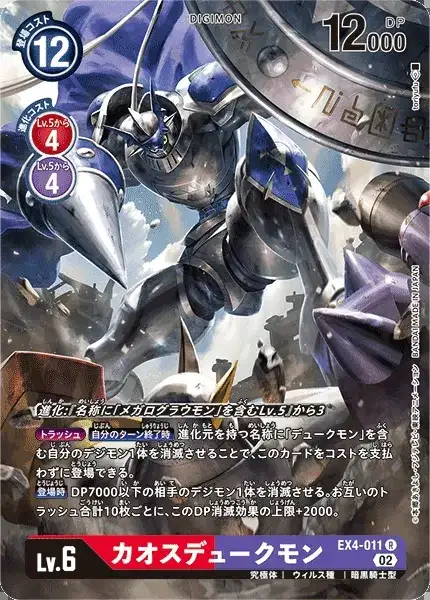 登場コスト
12
DIGIMON
DP
12000
進化コスト
Lv.5から
4
Lv.5から
4
進化:『名称に「メガログラウモン」を含むLv.5』から3
トラッシュ 自分のターン終了時 進化元を持つ名称に「デュークモン」を含
む自分のデジモン1体を消滅させることで、このカードをコストを支払
わずに登場できる。
登場時 DP7000以下の相手のデジモン1体を消滅させる。お互いのト
ラッシュ合計10枚ごとに、このDP消滅効果の上限+2000。
Lv.6
カオスデュークモン
EX4-011 R
02
究極体 | ウィルス種 | 暗黒騎士型
BANDAI MADE IN JAPAN